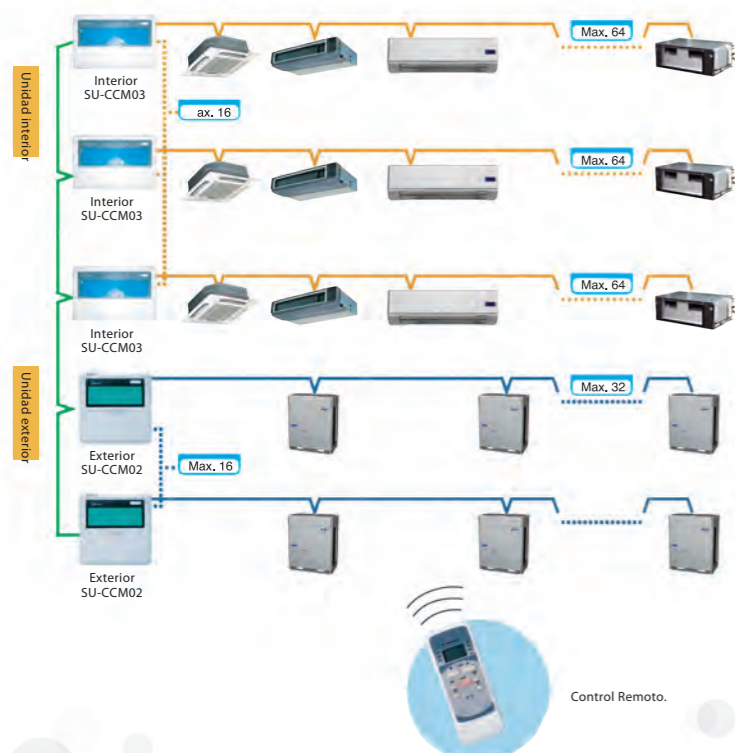 Max. 64
Unidad interior
Interior
SU-CCM03
ax. 16
Max. 64
Interior
SU-CCM03
Max. 64
Interior
SU-CCM03
Unidad exterior
Max. 32
Exterior
SU-CCM02
Max. 16
Exterior
SU-CCM02
Control Remoto.